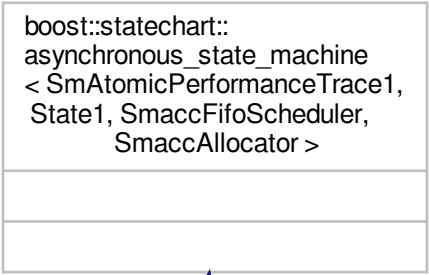 boost::statechart::
asynchronous_state_machine
< SmAtomicPerformanceTrace1,
State1, SmaccFifoScheduler,
SmaccAllocator >